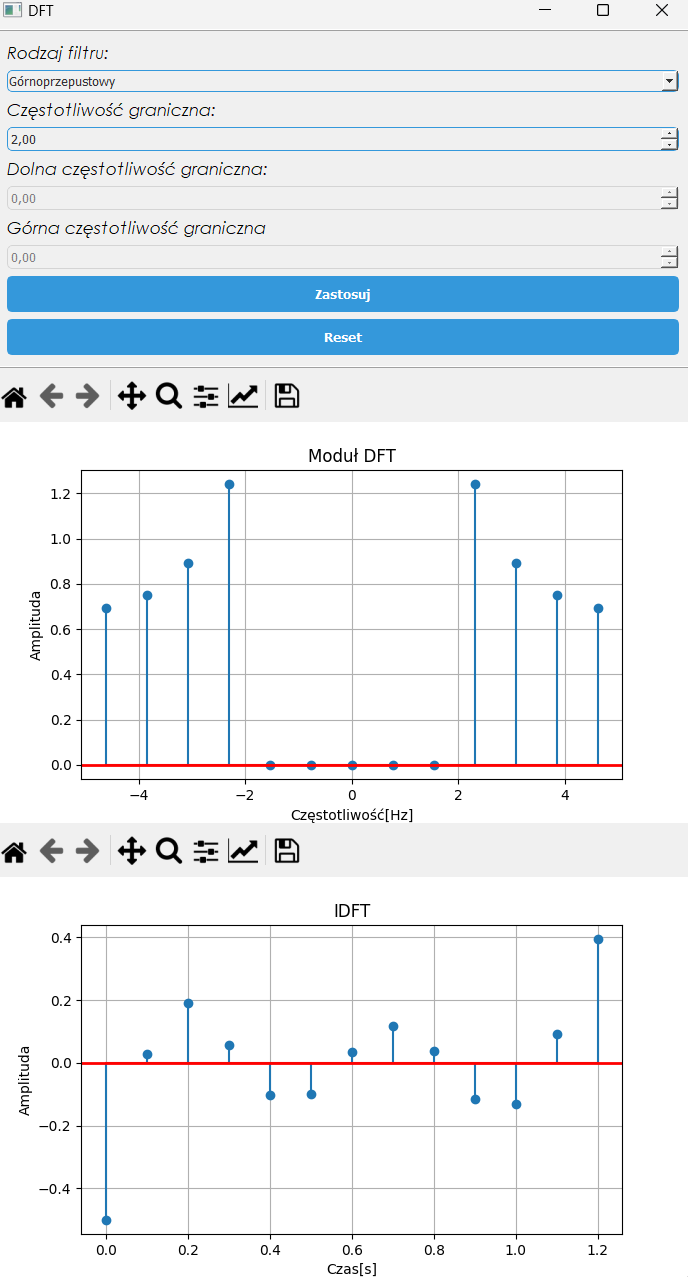 DFT
Rodzaj filtru:
Górnoprzepustowy
Częstotliwość graniczna:
2,00
Dolna częstotliwość graniczna:
0,00
Górna częstotliwość graniczna
0,00
Zastosuj
Reset
Moduł DFT
1.2
1.0
0.8
0.6
0.4
0.2
0.0
Amplituda
−4 −2 0 2 4
Częstotliwość[Hz]
IDFT
0.4
0.2
0.0
−0.2
−0.4
Amplituda
0.0 0.2 0.4 0.6 0.8 1.0 1.2
Czas[s]